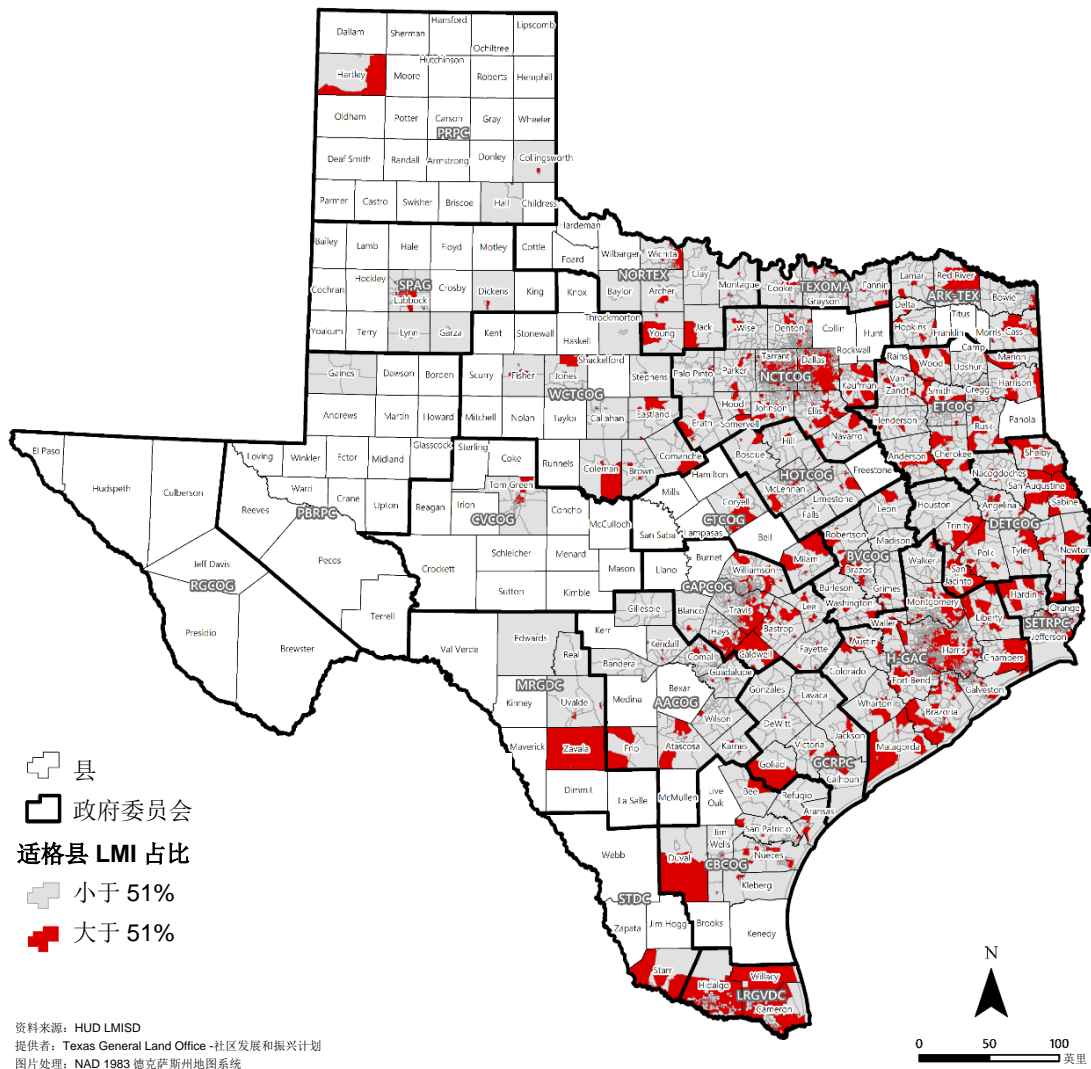 Dallam
Sherman
Hansford
Ochiltree
Lipscomb
Hartley
Moore
Hutchinson
Roberts
Hemphill
Oldham
Potter
Carson
Gray
Wheeler
PRPC
Deaf Smith
Randall
Armstrong
Donley
Collingsworth
Parmer
Castro
Swisher
Briscoe
Hall
Childress
Bailey
Lamb
Hale
Floyd
Motley
Cottle
Hardeman
Foard
Wilbarger
Wichita
NORTEX
Clay
Montague
Cooke
TEXOMA
Grayson
Fannin
Lamar
Red River
ARK-TEX
Bowie
Delta
Titus
Hopkins
Franklin
Morris
Cass
Camp
Cochran
Hockley
SPAG
Lubbock
Crosby
Dickens
King
Knox
Baylor
Archer
Throckmorton
Young
Jack
Wise
Denton
Collin
Hunt
Rockwall
Yoakum
Terry
Lynn
Garza
Kent
Stonewall
Haskell
Gaines
Dawson
Borden
Scurry
Fisher
Jones
Shackelford
Stephens
WCTCOG
Palo Pinto
Parker
Tarrant
Dallas
NCTCOG
Kaufman
Rains
Wood
Upshur
Marion
Van Zandt
Smith
Gregg
Harrison
ETCOG
Andrews
Martin
Howard
Mitchell
Nolan
Taylor
Callahan
Eastland
Erath
Hood
Somervell
Johnson
Ellis
Navarro
Henderson
Rusk
Panola
Anderson
Cherokee
Shelby
El Paso
Hudspeth
Culberson
Loving
Winkler
Ector
Midland
Glasscock
Sterling
Coke
Runnels
Coleman
Brown
Comanche
Hamilton
Bosque
Hill
HOTCOG
Freestone
McLennan
Limestone
Falls
Leon
Houston
Nacogdoches
San Augustine
Angelina
Sabine
DETCOG
Reeves
Ward
Crane
Upton
PBRPC
Reagan
Irion
Tom Green
CVCOG
Concho
McCulloch
San Saba
Mills
Lampasas
Coryell
CTCOG
Bell
Milam
Robertson
BVCOG
Brazos
Madison
Walker
Trinity
Polk
Tyler
Newton
San Jacinto
Jeff Davis
RGCOG
Pecos
Crockett
Schleicher
Menard
Mason
Llano
Burnet
Williamson
CAPCOG
Burleson
Washington
Grimes
Montgomery
Liberty
Hardin
Orange
SETRPC
Jefferson
Presidio
Brewster
Terrell
Sutton
Kimble
Gillespie
Blanco
Travis
Hays
Bastrop
Lee
Caldwell
Fayette
Austin
Waller
H-GAC
Harris
Chambers
Val Verde
Edwards
Real
Kerr
Kendall
Comal
Bandera
Guadalupe
Gonzales
Lavaca
Colorado
Fort Bend
Galveston
MRGDC
Kinney
Uvalde
Medina
Bexar
AACOG
Wilson
DeWitt
Wharton
Brazoria
Matagorda
Jackson
Maverick
Zavala
Frio
Atascosa
Karnes
Goliad
Victoria
GCRPC
Calhoun
Dimmit
La Salle
McMullen
Live Oak
Bee
Refugio
Aransas
San Patricio
Webb
Duval
Jim Wells
Nueces
CBCOG
Kleberg
STDC
Zapata
Jim Hogg
Brooks
Kenedy
Starr
Hidalgo
Willacy
LRGVDC
Cameron
县
政府委员会
适格县 LMI 占比
小于 51%
大于 51%
资料来源：HUD LMISD
提供者：Texas General Land Office -社区发展和振兴计划
图片处理：NAD 1983 德克萨斯州地图系统
N
0 50 100
英里